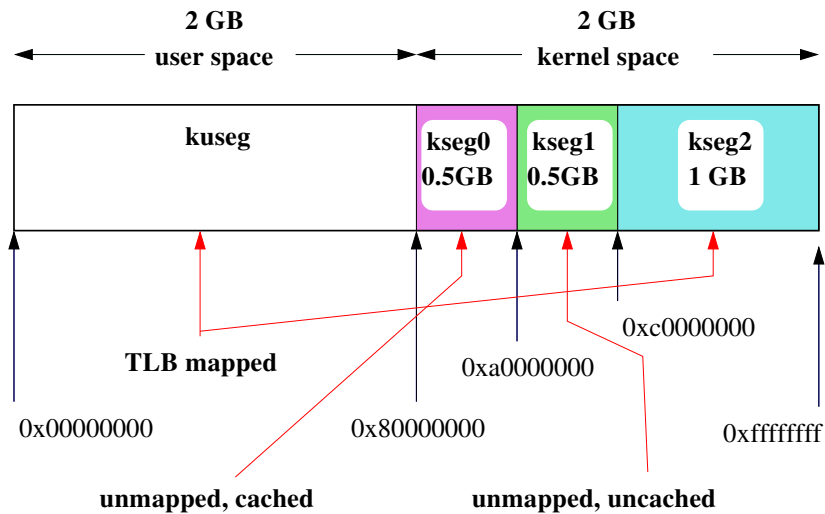 2 GB
user space
2 GB
kernel space
kuseg
kseg0
0.5GB
kseg1
0.5GB
kseg2
1 GB
0xc0000000
TLB mapped
0xa0000000
0x00000000
0x80000000
0xffffffff
unmapped, cached
unmapped, uncached